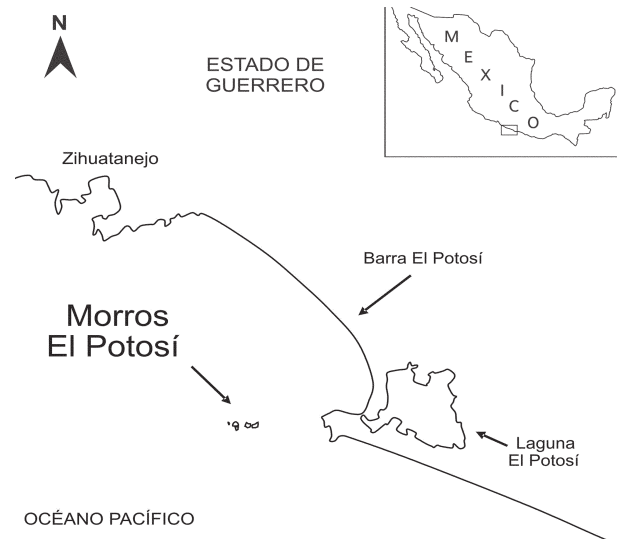 N
ESTADO DE
GUERRERO
M
E
X
I
C
O
Zihuatanejo
Barra El Potosí
Morros
El Potosí
Laguna
El Potosí
OCÉANO PACÍFICO